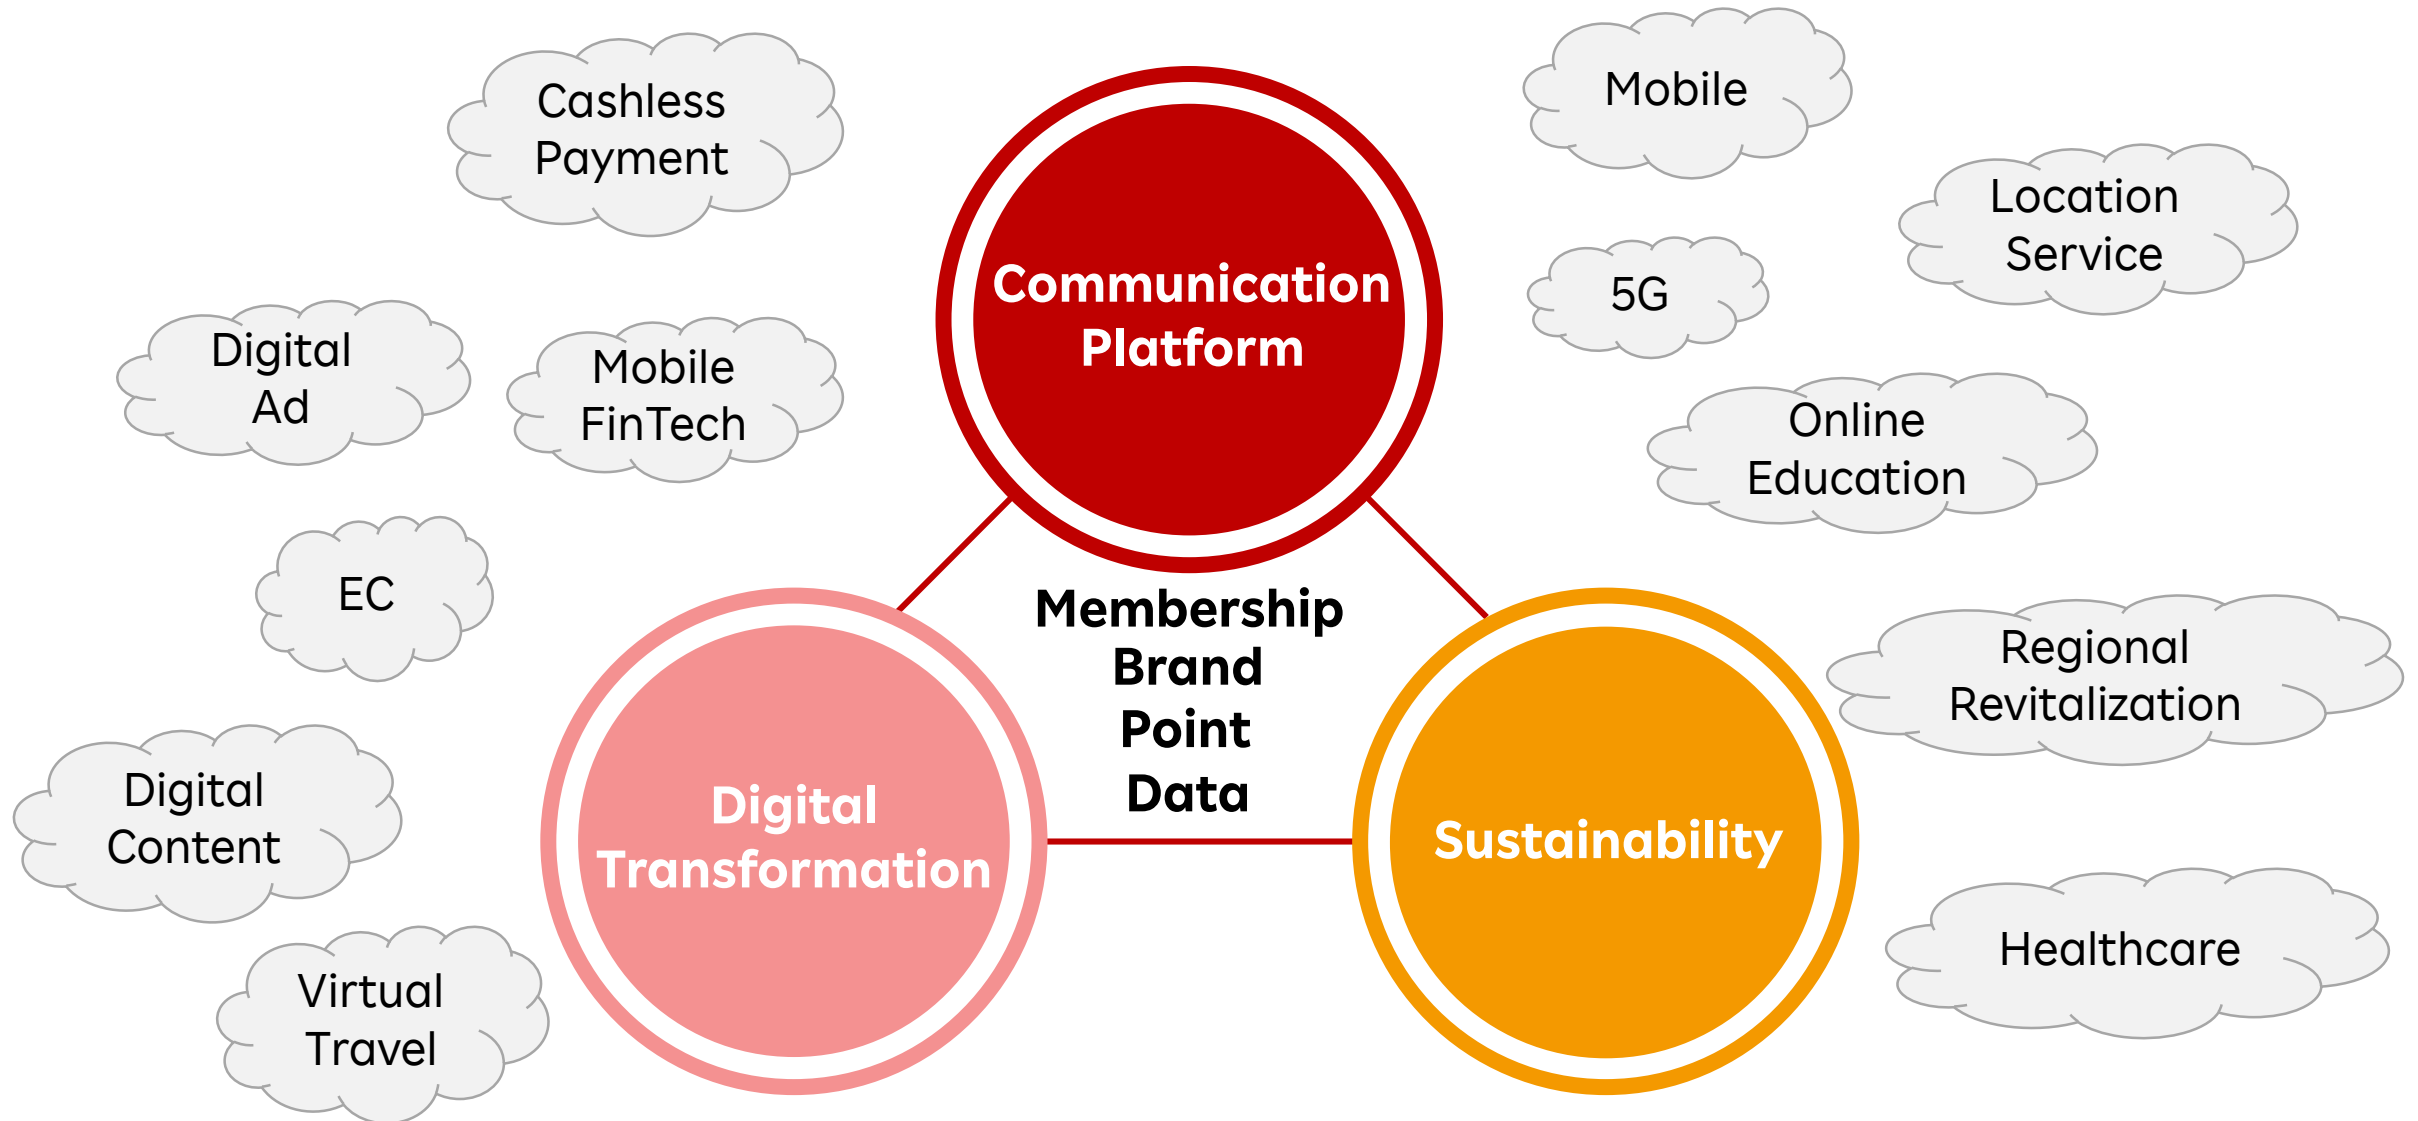 Cashless
Payment
Mobile
Communication
Platform
Location
Service
5G
Digital
Ad
Mobile
FinTech
Online
Education
EC
Membership
Brand
Point
Data
Regional
Revitalization
Digital
Content
Digital
Transformation
Sustainability
Healthcare
Virtual
Travel